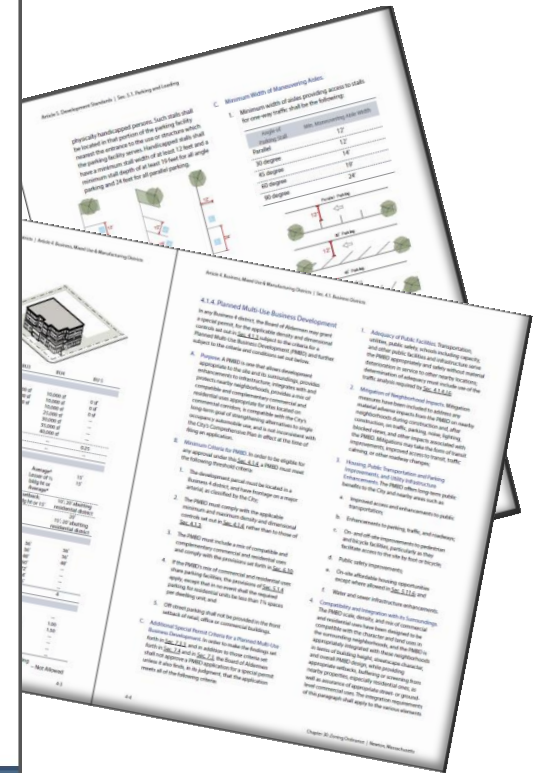 Article 5. Development Standards | Sec. 5.1. Parking and Loading
physically handicapped persons. Such stalls shall
be located in that portion of the parking facility
nearest the entrance to the use or structure which
the parking facility serves. Handicapped stalls shall
have a minimum stall width of at least 12 feet and a
minimum stall depth of at least 19 feet for all angle
parking and 24 feet for all parallel parking.
C. Minimum Width of Maneuvering Aisles.
1. Minimum width of aisles providing access to stalls
for one-way traffic shall be the following:
Angle of
Parking Stall
Min. Maneuvering Aisle Width
Parallel 12'
30 degree 12'
45 degree 14'
60 degree 19'
90 degree 24'
Parallel Parking
12'
Article 4. Business, Mixed Use & Manufacturing Districts
Article 4. Business, Mixed Use & Manufacturing Districts | Sec. 4.1. Business Districts
4.1.4. Planned Multi-Use Business Development
In any Business 4 district, the Board of Aldermen may grant
a special permit, for the applicable density and dimensional
controls set out in Sec. 4.1.3, subject to the criteria for a
Planned Multi-Use Business Development (PMBD) and further
subject to the criteria and conditions set out below.
A. Purpose. A PMBD is one that allows development
appropriate to the site and its surroundings, provides
enhancements to infrastructure, integrates with and
protects nearby neighborhoods, provides a mix of
compatible and complementary commercial and
residential uses appropriate for sites located on
commercial corridors, is compatible with the City's
long-term goal of strengthening alternatives to single
occupancy automobile use, and is not inconsistent with
the City's Comprehensive Plan in effect at the time of
filing an application.
B. Minimum Criteria for PMBD. In order to be eligible for
any approval under this Sec. 4.1.4, a PMBD must meet
the following threshold criteria:
1. The development parcel must be located in a
Business 4 district, and have frontage on a major
arterial, as classified by the City;
2. The PMBD must comply with the applicable
minimum and maximum density and dimensional
controls set out in Sec. 4.1.3, rather than to those of
Sec. 4.1.2;
3. The PMBD must include a mix of compatible and
complementary commercial and residential uses
and comply with the provisions set forth in
4. If the PMBD's mix of commercial and residential uses
share parking facilities, the provisions of Sec. 5.1.4
apply, except that in no event shall the required
parking for residential units be less than 1¼ spaces
per dwelling unit; and
5. Off-street parking shall not be provided in the front
setback of retail, office or commercial buildings.
C. Additional Special Permit Criteria for a Planned Multi-Use
Business Development. In order to make the findings set
forth in Sec. 7.3.3, and in addition to those criteria set
forth in Sec. 7.4 and in Sec. 7.5, the Board of Aldermen
shall not approve a PMBD application for a special permit
unless it also finds, in its judgment, that the application
meets all of the following criteria:
1. Adequacy of Public Facilities. Transportation,
utilities, public safety, schools including capacity,
and other public facilities and infrastructure serve
the PMBD appropriately and safely without material
deterioration in service to other nearby locations;
determination of adequacy must include use of the
traffic analysis required by
2. Mitigation of Neighborhood Impacts. Mitigation
measures have been included to address any
material adverse impacts from the PMBD on nearby
neighborhoods during construction and, after
construction, on traffic, parking, noise, lighting,
blocked views, and other impacts associated with
the PMBD. Mitigations may take the form of transit
improvements, improved access to transit, traffic
calming, or other roadway changes;
3. Housing, Public Transportation and Parking
Improvements, and Utility Infrastructure
Enhancements. The PMBD offers long-term public
benefits to the City and nearby areas such as:
a. Improved access and enhancements to public
transportation;
b. Enhancements to parking, traffic, and roadways;
c. On- and off-site improvements to pedestrian
and bicycle facilities, particularly as they
facilitate access to the site by foot or bicycle;
d. Public safety improvements;
e. On-site affordable housing opportunities
except where allowed in
f. Water and sewer infrastructure enhancements.
4. Compatibility and Integration with its Surroundings.
The PMBD scale, density, and mix of commercial
and residential uses have been designed to be
compatible with the character and land uses in
the surrounding neighborhoods, and the PMBD is
appropriately integrated with these neighborhoods
in terms of building height, streetscape character,
and overall PMBD design, while providing
appropriate setbacks, buffering or screening from
nearby properties, especially residential ones, as
well as assurance of appropriate street- or ground-
level commercial uses. The integration requirements
of this paragraph shall apply to the various elements
Not Allowed
4-5
4-6
Chapter 30: Zoning Ordinance | Newton, Massachusetts